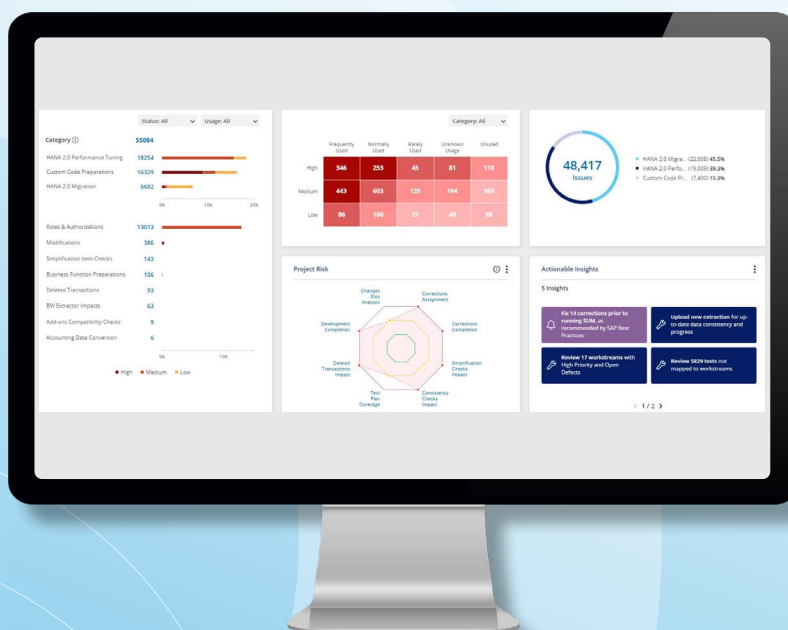 Status: All
Usage: All
Category ⓘ 55084
HANA 2.0 Performance Tuning 18254
Custom Code Preparations 16329
HANA 2.0 Migration 6682
0k 10k 20k
Roles & Authorizations 13013
Modifications 386
Simplification Item Checks 143
Business Function Preparations 106
Deleted Transactions 93
BW Extractor Impacts 63
Add-ons Compatibility Checks 9
Accounting Data Conversion 6
0k 10k
High Medium Low
Category: All
Frequently Used
Normally Used
Rarely Used
Unknown Usage
Unused
High 346 253 45 81 118
Medium 443 603 125 194 393
Low 86 100 27
48,417
Issues
HANA 2.0 Migra... (22,008) 45.5%
HANA 2.0 Perfo... (19,009) 39.3%
Custom Code Pr... (7,400) 15.3%
Project Risk
Changes
Risk
Analysis
Corrections
Assignment
Development
Completion
Corrections
Completion
Deleted
Transactions
Impact
Simplification
Checks
Impact
Test
Plan
Coverage
Consistency
Checks
Impact
Actionable Insights
5 Insights
Fix 14 corrections prior to
running SUM, as
recommended by SAP Best
Practices
Upload new extraction for up-
to-date data consistency and
progress
Review 17 workstreams with
High Priority and Open
Defects
Review 5829 tests not
mapped to workstreams
< 1 / 2 >